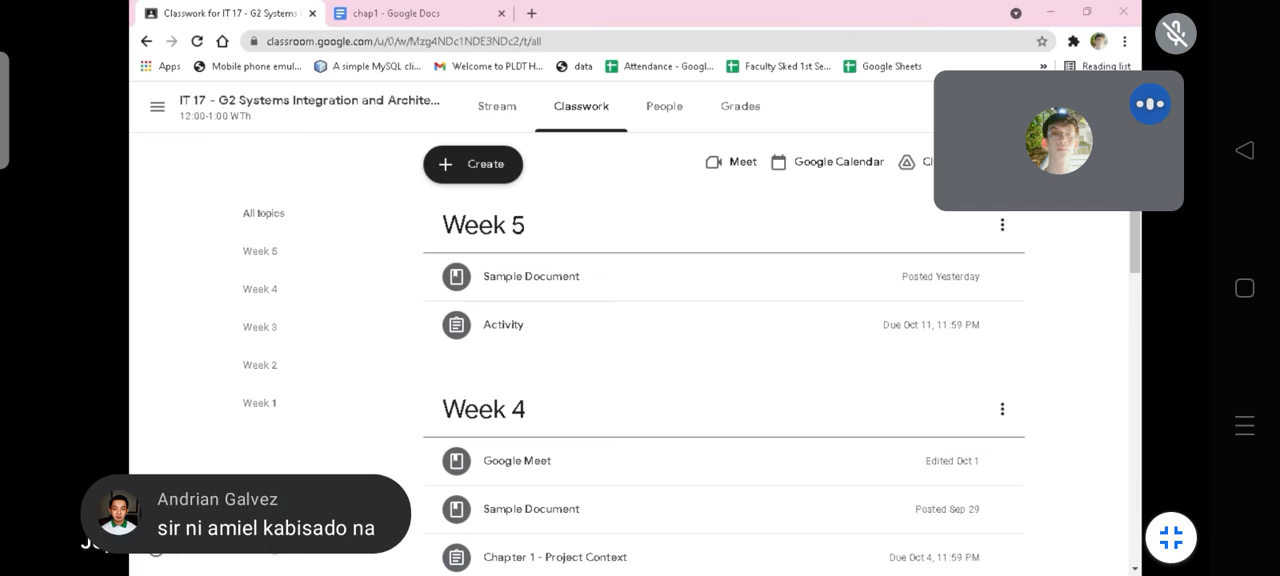 Classwork for IT 17 - G2 Systems
chap1 - Google Docs
classroom.google.com/u/0/w/Mzg4NDc1NDE3NDc2/t/all
Apps
Mobile phone emul...
A simple MySQL cli...
Welcome to PLDT H...
data
Attendance - Googl...
Faculty Sked 1st Se...
Google Sheets
»
Reading list
IT 17 - G2 Systems Integration and Archite...
12:00-1:00 WTh
Stream
Classwork
People
Grades
Create
Meet
Google Calendar
All topics
Week 5
Week 4
Week 3
Week 2
Week 1
Week 5
Sample Document
Posted Yesterday
Activity
Due Oct 11, 11:59 PM
Week 4
Google Meet
Edited Oct 1
Sample Document
Posted Sep 29
Chapter 1 - Project Context
Due Oct 4, 11:59 PM
Andrian Galvez
sir ni amiel kabisado na